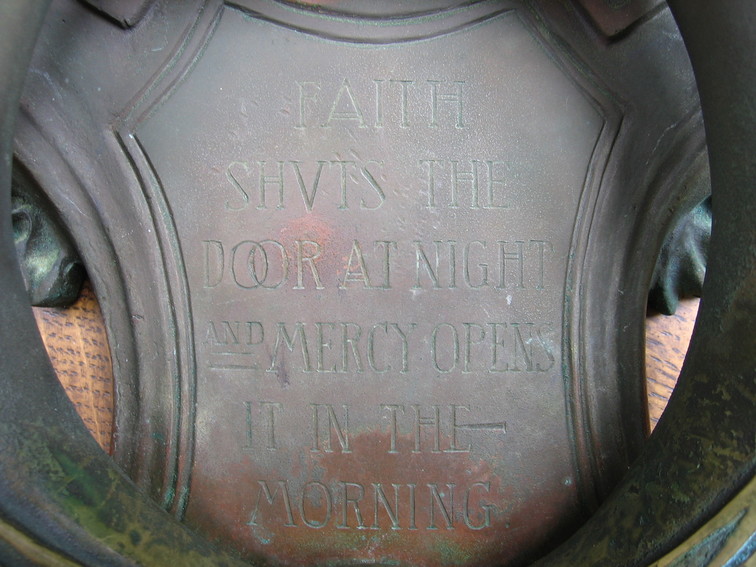 FAITH
SHVTS THE
DOOR AT NIGHT
AND MERCY OPENS
IT IN THE—
MORNING